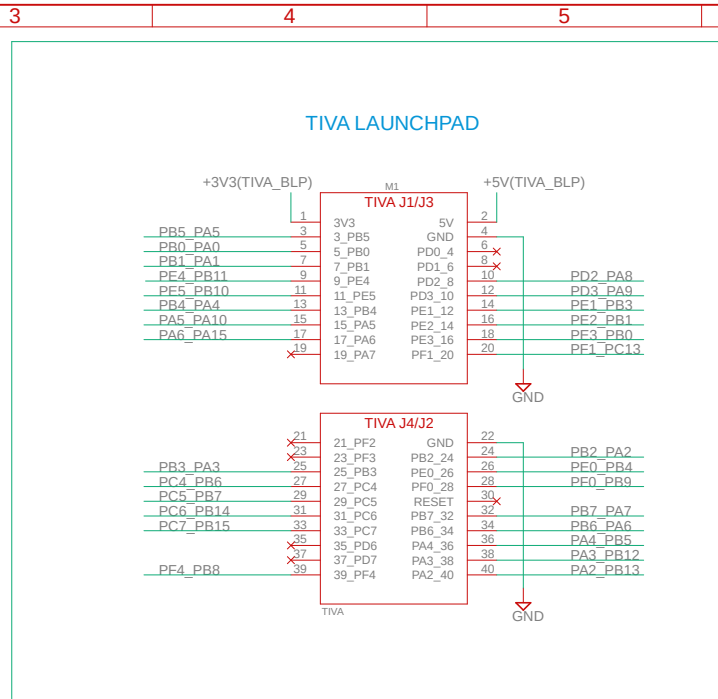 3 4 5
TIVA LAUNCHPAD
+3V3(TIVA_BLP) M1 +5V(TIVA_BLP)
TIVA J1/J3
1 3V3 5V 2
PB5_PA5 3 3_PB5 GND 4
PB0_PA0 5 5_PB0 PD0_4 6
PB1_PA1 7 7_PB1 PD1_6 8
PE4_PB11 9 9_PE4 PD2_8 10 PD2_PA8
PE5_PB10 11 11_PE5 PD3_10 12 PD3_PA9
PB4_PA4 13 13_PB4 PE1_12 14 PE1_PB3
PA5_PA10 15 15_PA5 PE2_14 16 PE2_PB1
PA6_PA15 17 17_PA6 PE3_16 18 PE3_PB0
19 19_PA7 PF1_20 20 PF1_PC13
GND
TIVA J4/J2
21 21_PF2 GND 22
23 23_PF3 PB2_24 24 PB2_PA2
PB3_PA3 25 25_PB3 PE0_26 26 PE0_PB4
PC4_PB6 27 27_PC4 PF0_28 28 PF0_PB9
PC5_PB7 29 29_PC5 RESET 30
PC6_PB14 31 31_PC6 PB7_32 32 PB7_PA7
PC7_PB15 33 33_PC7 PB6_34 34 PB6_PA6
35 35_PD6 PA4_36 36 PA4_PB5
37 37_PD7 PA3_38 38 PA3_PB12
PF4_PB8 39 39_PF4 PA2_40 40 PA2_PB13
TIVA GND